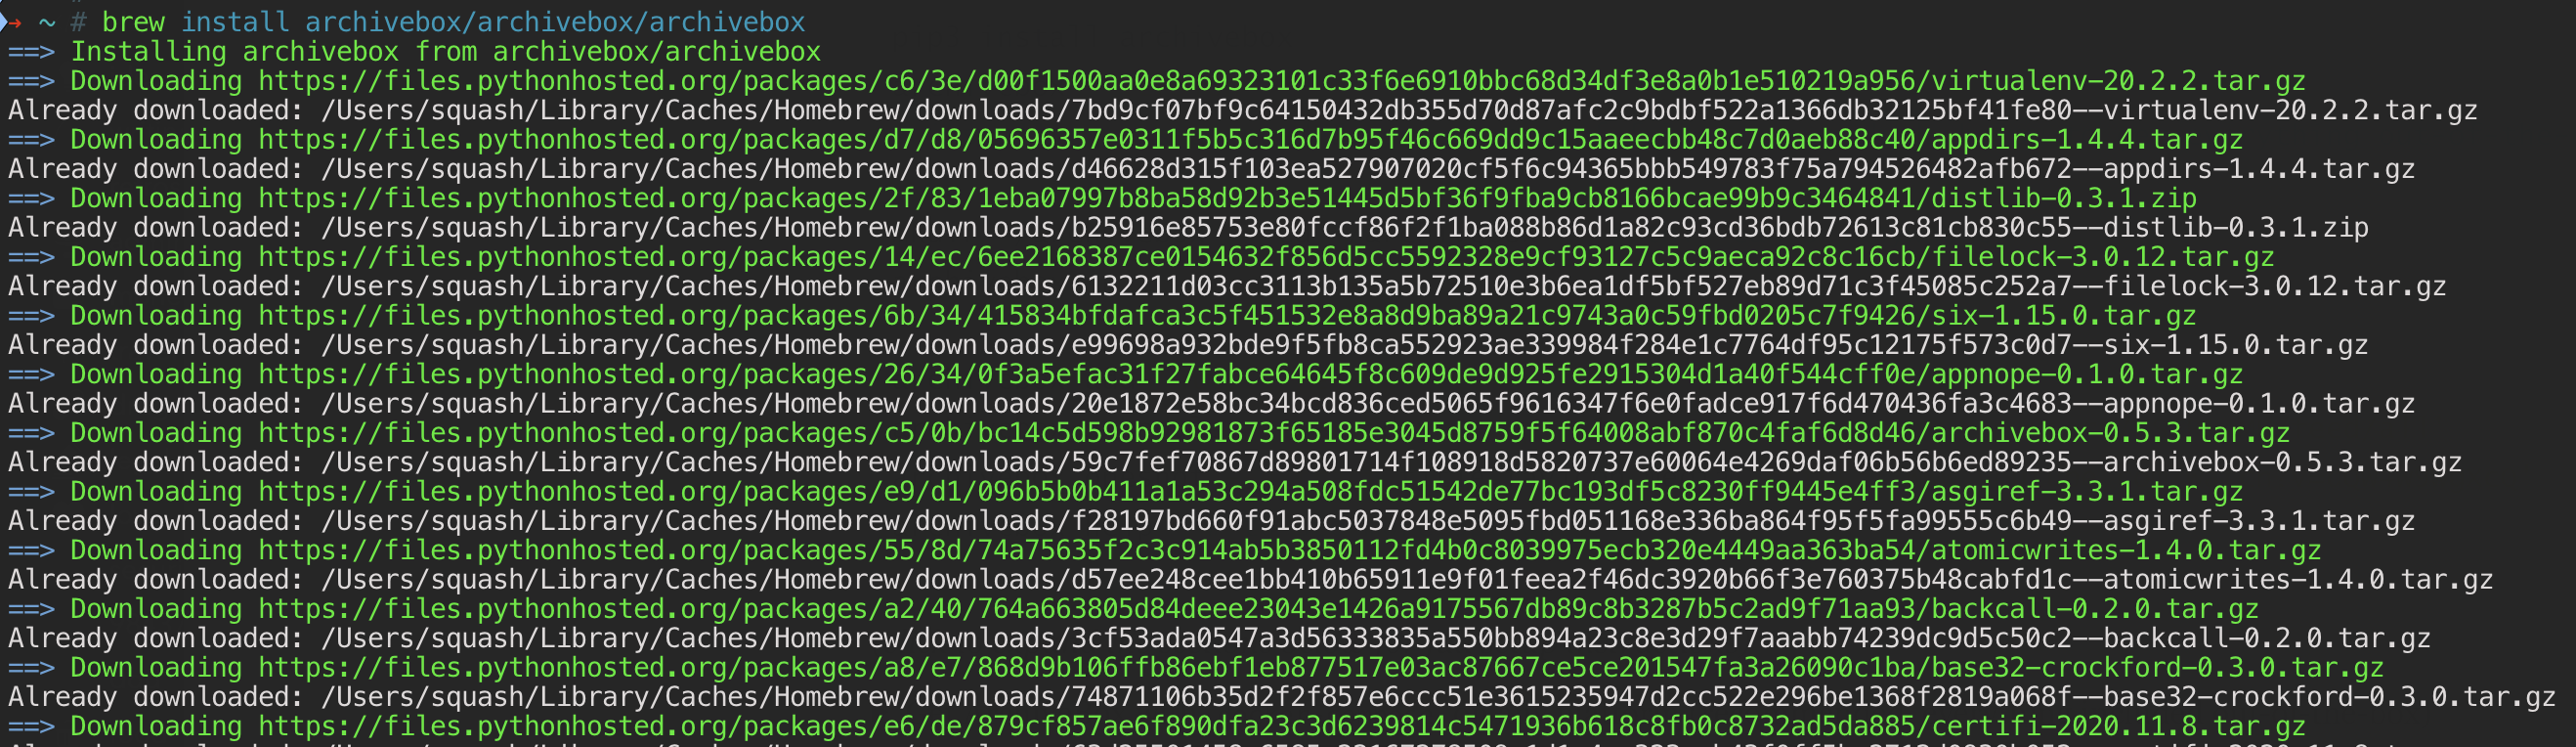 → ~ # brew install archivebox/archivebox/archivebox
==> Installing archivebox from archivebox/archivebox
==> Downloading https://files.pythonhosted.org/packages/c6/3e/d00f1500aa0e8a69323101c33f6e6910bbc68d34df3e8a0b1e510219a956/virtualenv-20.2.2.tar.gz
Already downloaded: /Users/squash/Library/Caches/Homebrew/downloads/7bd9cf07bf9c64150432db355d70d87afc2c9bdbf522a1366db32125bf41fe80--virtualenv-20.2.2.tar.gz
==> Downloading https://files.pythonhosted.org/packages/d7/d8/05696357e0311f5b5c316d7b95f46c669dd9c15aaeecbb48c7d0aeb88c40/appdirs-1.4.4.tar.gz
Already downloaded: /Users/squash/Library/Caches/Homebrew/downloads/d46628d315f103ea527907020cf5f6c94365bbb549783f75a794526482afb672--appdirs-1.4.4.tar.gz
==> Downloading https://files.pythonhosted.org/packages/2f/83/1eba07997b8ba58d92b3e51445d5bf36f9fba9cb8166bcae99b9c3464841/distlib-0.3.1.zip
Already downloaded: /Users/squash/Library/Caches/Homebrew/downloads/b25916e85753e80fccf86f2f1ba088b86d1a82c93cd36bdb72613c81cb830c55--distlib-0.3.1.zip
==> Downloading https://files.pythonhosted.org/packages/14/ec/6ee2168387ce0154632f856d5cc5592328e9cf93127c5c9aeca92c8c16cb/filelock-3.0.12.tar.gz
Already downloaded: /Users/squash/Library/Caches/Homebrew/downloads/6132211d03cc3113b135a5b72510e3b6ea1df5bf527eb89d71c3f45085c252a7--filelock-3.0.12.tar.gz
==> Downloading https://files.pythonhosted.org/packages/6b/34/415834bfdafca3c5f451532e8a8d9ba89a21c9743a0c59fbd0205c7f9426/six-1.15.0.tar.gz
Already downloaded: /Users/squash/Library/Caches/Homebrew/downloads/e99698a932bde9f5fb8ca552923ae339984f284e1c7764df95c12175f573c0d7--six-1.15.0.tar.gz
==> Downloading https://files.pythonhosted.org/packages/26/34/0f3a5efac31f27fabce64645f8c609de9d925fe2915304d1a40f544cff0e/appnope-0.1.0.tar.gz
Already downloaded: /Users/squash/Library/Caches/Homebrew/downloads/20e1872e58bc34bcd836ced5065f9616347f6e0fadce917f6d470436fa3c4683--appnope-0.1.0.tar.gz
==> Downloading https://files.pythonhosted.org/packages/c5/0b/bc14c5d598b92981873f65185e3045d8759f5f64008abf870c4faf6d8d46/archivebox-0.5.3.tar.gz
Already downloaded: /Users/squash/Library/Caches/Homebrew/downloads/59c7fef70867d89801714f108918d5820737e60064e4269daf06b56b6ed89235--archivebox-0.5.3.tar.gz
==> Downloading https://files.pythonhosted.org/packages/e9/d1/096b5b0b411a1a53c294a508fdc51542de77bc193df5c8230ff9445e4ff3/asgiref-3.3.1.tar.gz
Already downloaded: /Users/squash/Library/Caches/Homebrew/downloads/f28197bd660f91abc5037848e5095fbd051168e336ba864f95f5fa99555c6b49--asgiref-3.3.1.tar.gz
==> Downloading https://files.pythonhosted.org/packages/55/8d/74a75635f2c3c914ab5b3850112fd4b0c8039975ecb320e4449aa363ba54/atomicwrites-1.4.0.tar.gz
Already downloaded: /Users/squash/Library/Caches/Homebrew/downloads/d57ee248cee1bb410b65911e9f01feea2f46dc3920b66f3e760375b48cabfd1c--atomicwrites-1.4.0.tar.gz
==> Downloading https://files.pythonhosted.org/packages/a2/40/764a663805d84deee23043e1426a9175567db89c8b3287b5c2ad9f71aa93/backcall-0.2.0.tar.gz
Already downloaded: /Users/squash/Library/Caches/Homebrew/downloads/3cf53ada0547a3d56333835a550bb894a23c8e3d29f7aaabb74239dc9d5c50c2--backcall-0.2.0.tar.gz
==> Downloading https://files.pythonhosted.org/packages/a8/e7/868d9b106ffb86ebf1eb877517e03ac87667ce5ce201547fa3a26090c1ba/base32-crockford-0.3.0.tar.gz
Already downloaded: /Users/squash/Library/Caches/Homebrew/downloads/74871106b35d2f2f857e6ccc51e3615235947d2cc522e296be1368f2819a068f--base32-crockford-0.3.0.tar.gz
==> Downloading https://files.pythonhosted.org/packages/e6/de/879cf857ae6f890dfa23c3d6239814c5471936b618c8fb0c8732ad5da885/certifi-2020.11.8.tar.gz